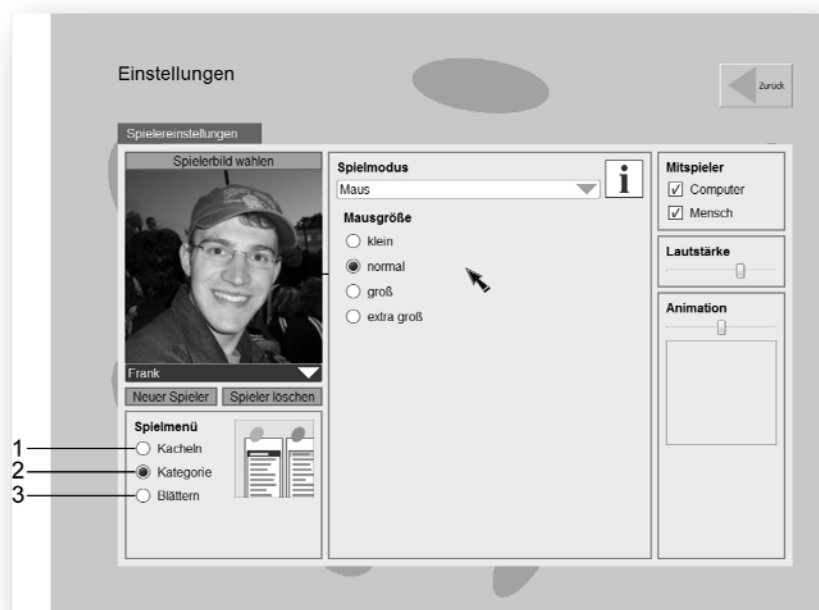 Einstellungen
Zurück
Spielereinstellungen
Spielerbild wählen
Frank
Neuer Spieler
Spieler löschen
Spielmenü
1
Kacheln
2
Kategorie
3
Blättern
Spielmodus
Maus
i
Mausgröße
klein
normal
groß
extra groß
Mitspieler
Computer
Mensch
Lautstärke
Animation